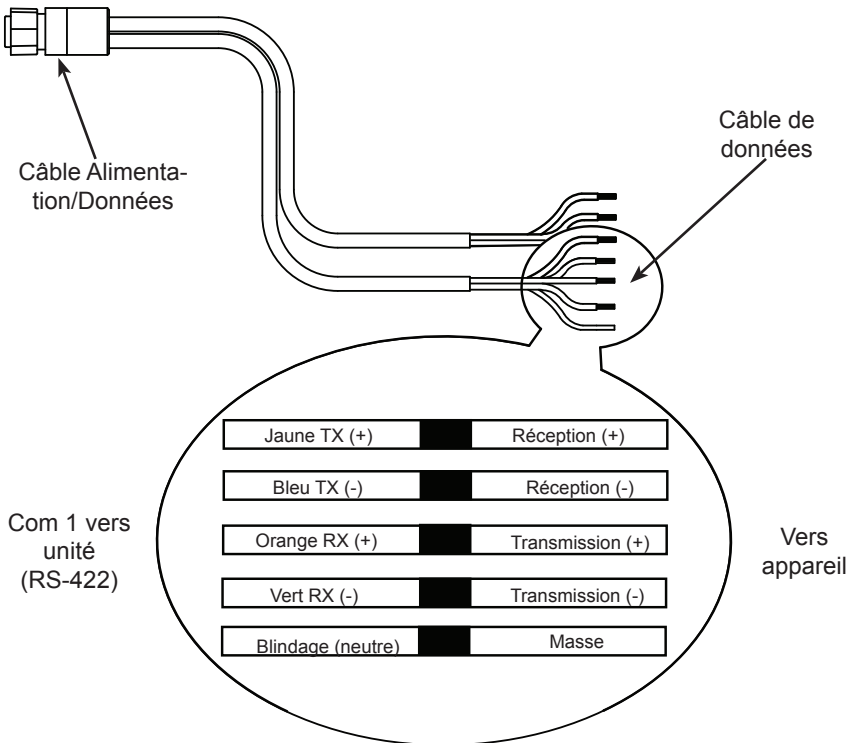 Câble Alimenta-
tion/Données
Câble de
données
Com 1 vers
unité
(RS-422)
Jaune TX (+)
Réception (+)
Bleu TX (-)
Réception (-)
Orange RX (+)
Transmission (+)
Vert RX (-)
Transmission (-)
Blindage (neutre)
Masse
Vers
appareil